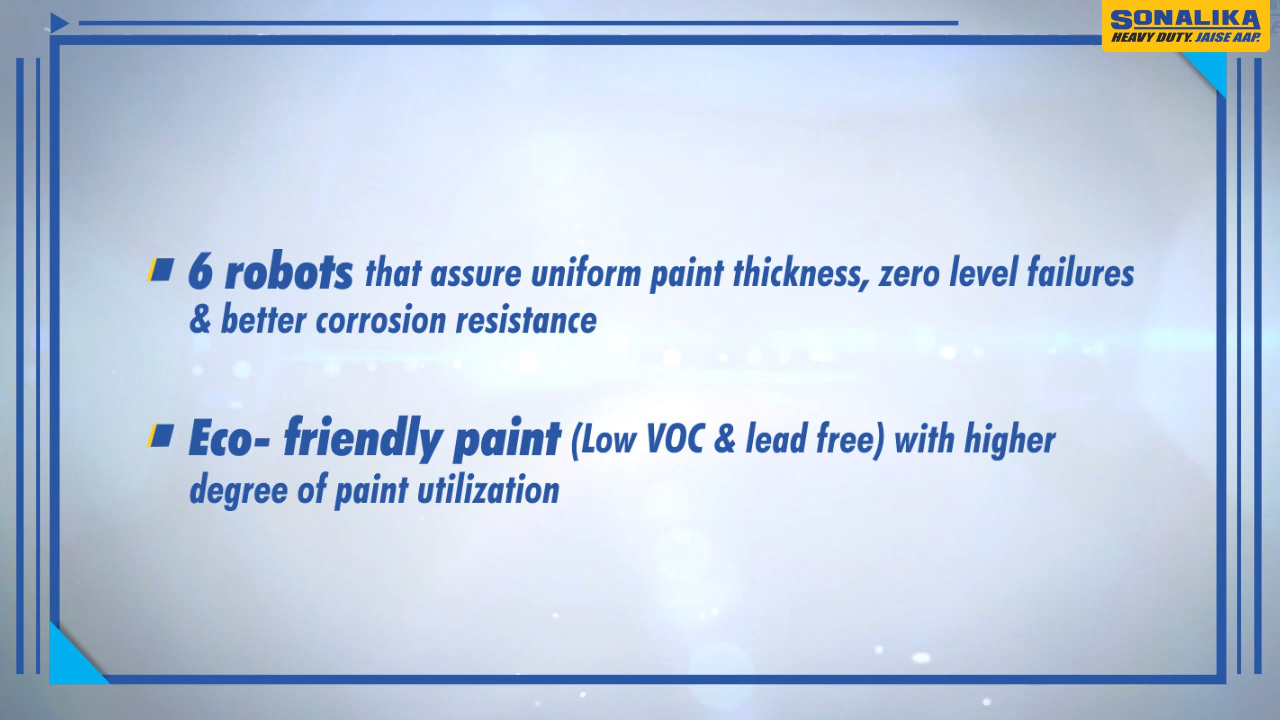 SONALIKA
HEAVY DUTY. JAISE AAP.
6 robots that assure uniform paint thickness, zero level failures
& better corrosion resistance
Eco- friendly paint (Low VOC & lead free) with higher
degree of paint utilization